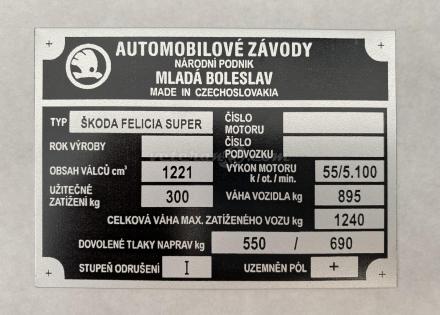 AUTOMOBILOVÉ ZÁVODY
NÁRODNÍ PODNIK
MLADÁ BOLESLAV
MADE IN CZECHOSLOVAKIA
TYP ŠKODA FELICIA SUPER
ČÍSLO MOTORU
ROK VÝROBY
ČÍSLO PODVOZKU
OBSAH VÁLCŮ cm³ 1221
VÝKON MOTORU k / ot. / min. 55/5.100
UŽITEČNÉ ZATÍŽENÍ kg 300
VÁHA VOZIDLA kg 895
CELKOVÁ VÁHA MAX. ZATÍŽENÉHO VOZU kg 1240
DOVOLENÉ TLAKY NAPRAV kg 550 / 690
STUPEŇ ODRUŠENÍ I
UZEMNĚN PÓL +